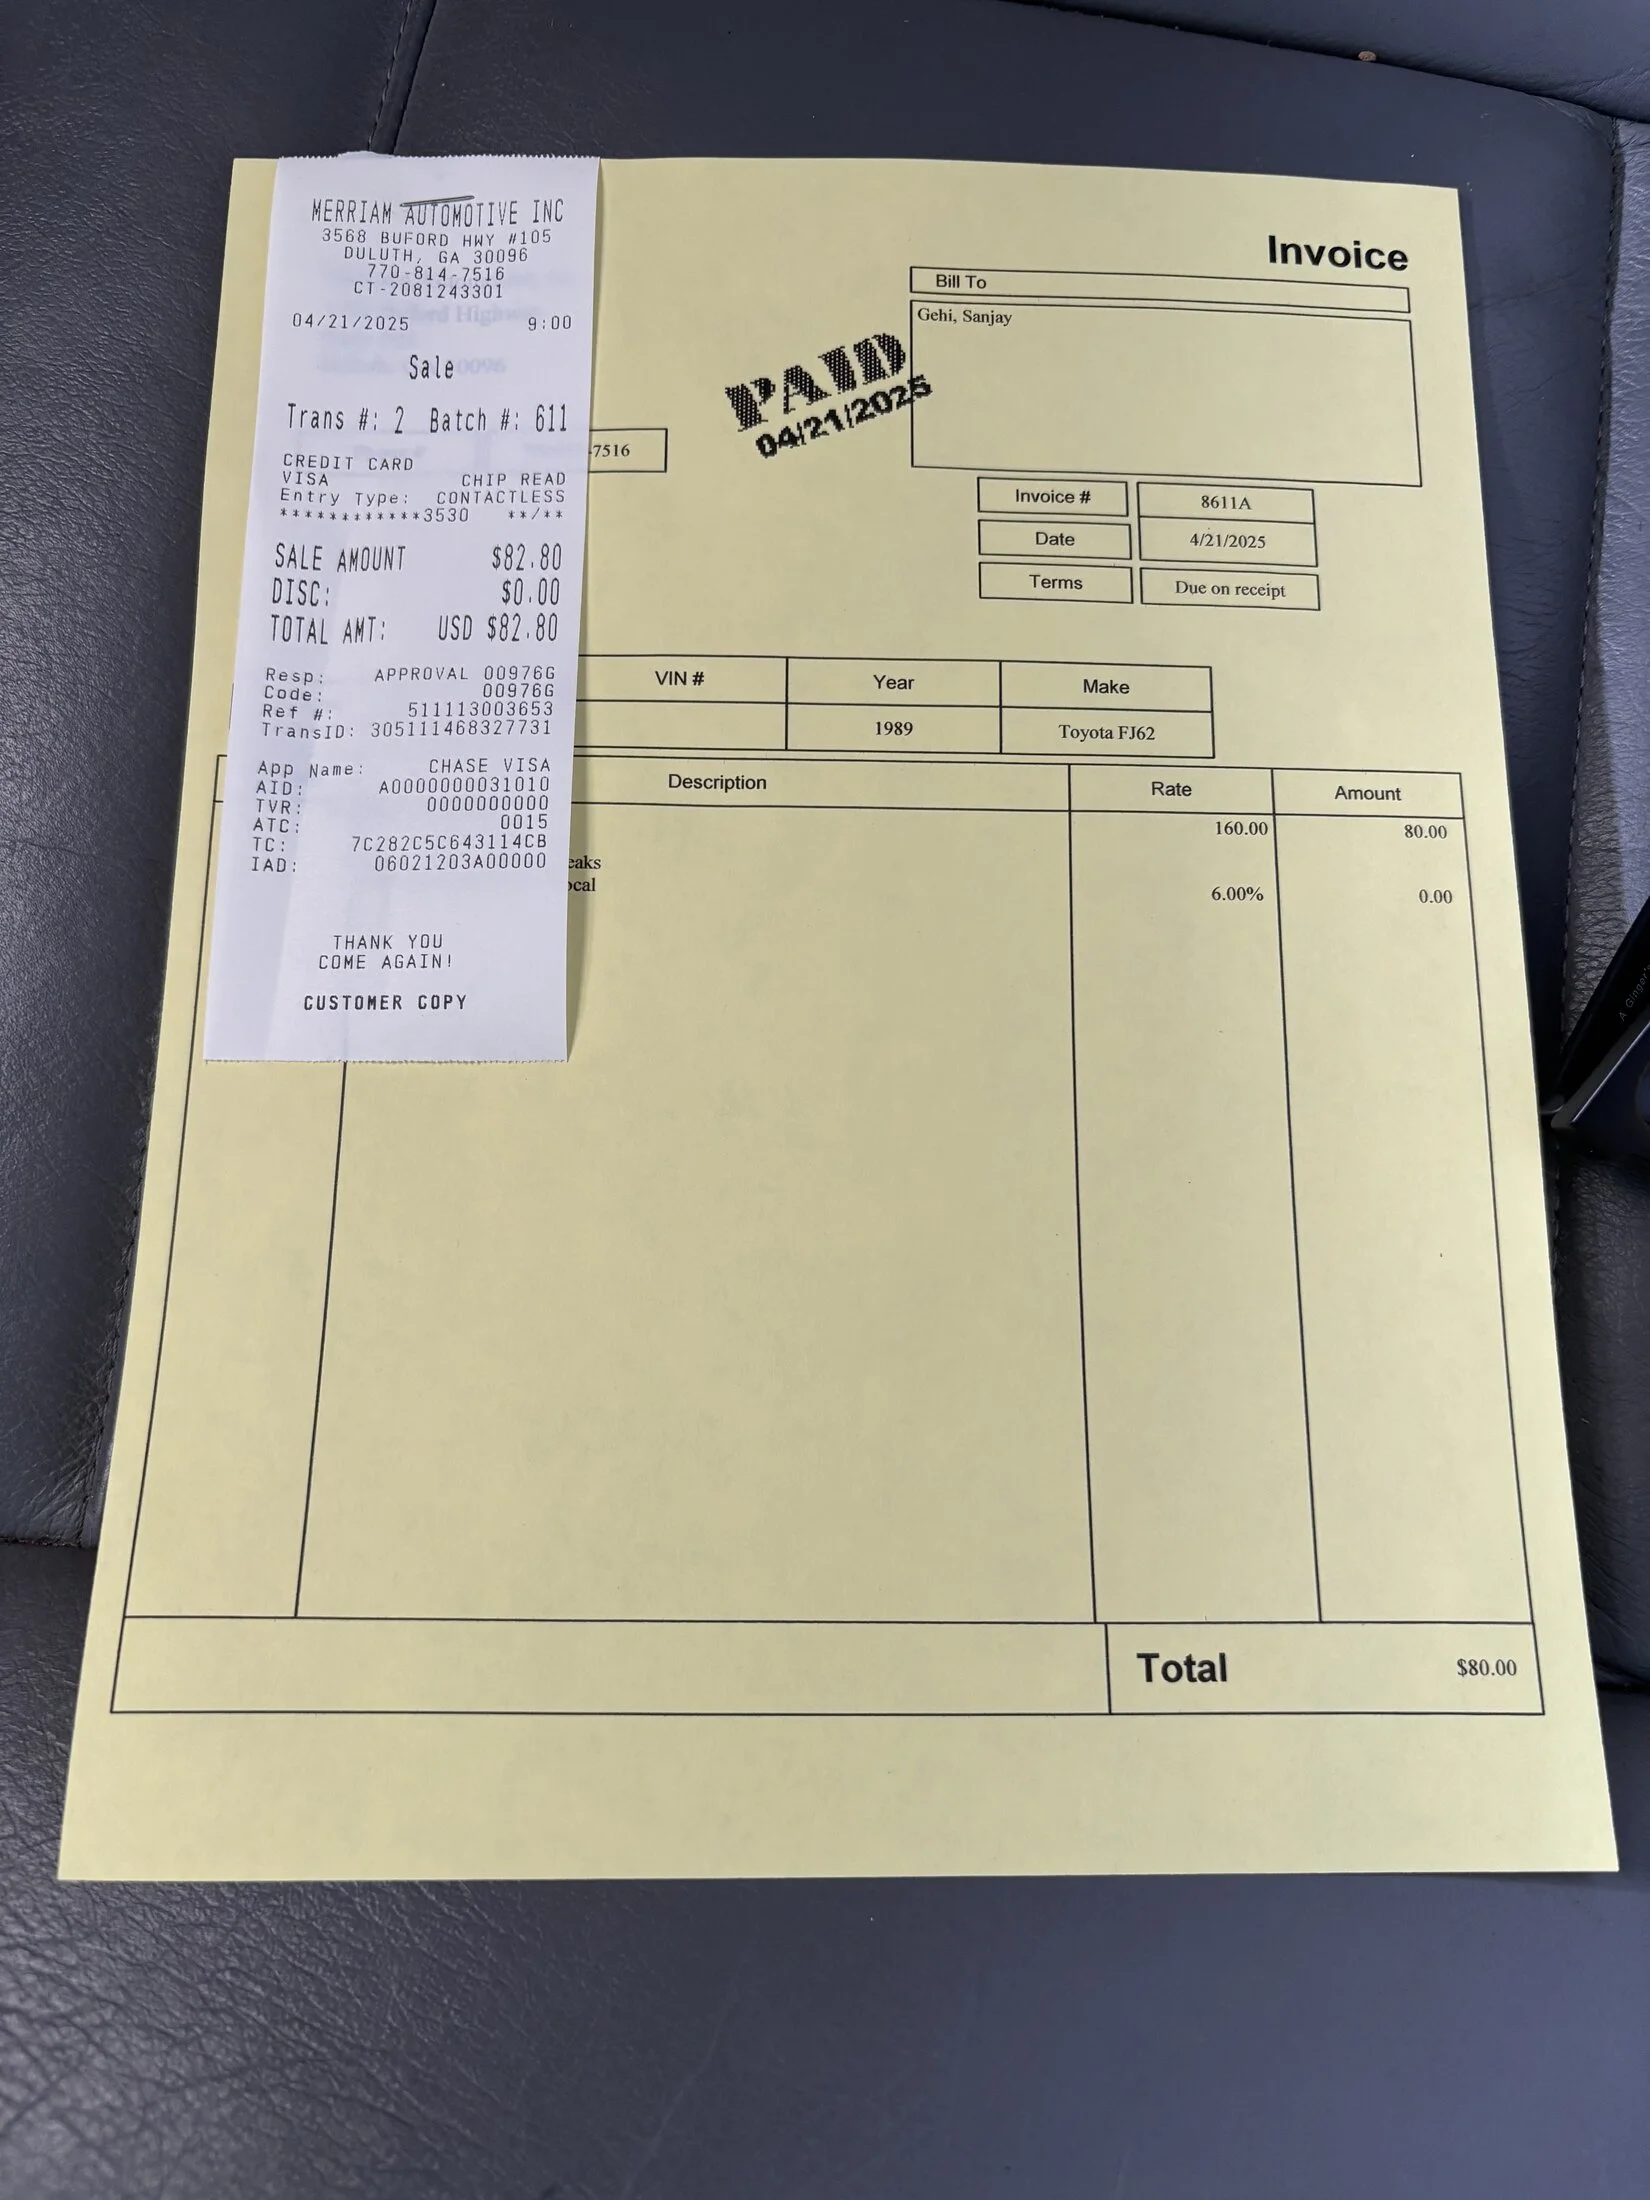 MERRIAM AUTOMOTIVE INC
3568 BUFORD HWY #105
DULUTH, GA 30096
770-814-7516
CT-2081243301
04/21/2025 9:00
Sale
Trans #: 2 Batch #: 611
CREDIT CARD
VISA CHIP READ
Entry Type: CONTACTLESS
************3530 **/**
SALE AMOUNT $82.80
DISC: $0.00
TOTAL AMT: USD $82.80
Resp: APPROVAL 00976G
Code: 00976G
Ref #: 511113003653
TransID: 305111468327731
App Name: CHASE VISA
AID: A0000000031010
TVR: 0000000000
ATC: 0015
TC: 7C282C5C643114CB
IAD: 06021203A00000
THANK YOU
COME AGAIN!
CUSTOMER COPY
Invoice
Bill To
Gehi, Sanjay
PAID
04/21/2025
-7516
Invoice # 8611A
Date 4/21/2025
Terms Due on receipt
VIN # Year Make
1989 Toyota FJ62
Description Rate Amount
160.00 80.00
eaks
ocal
6.00% 0.00
Total $80.00